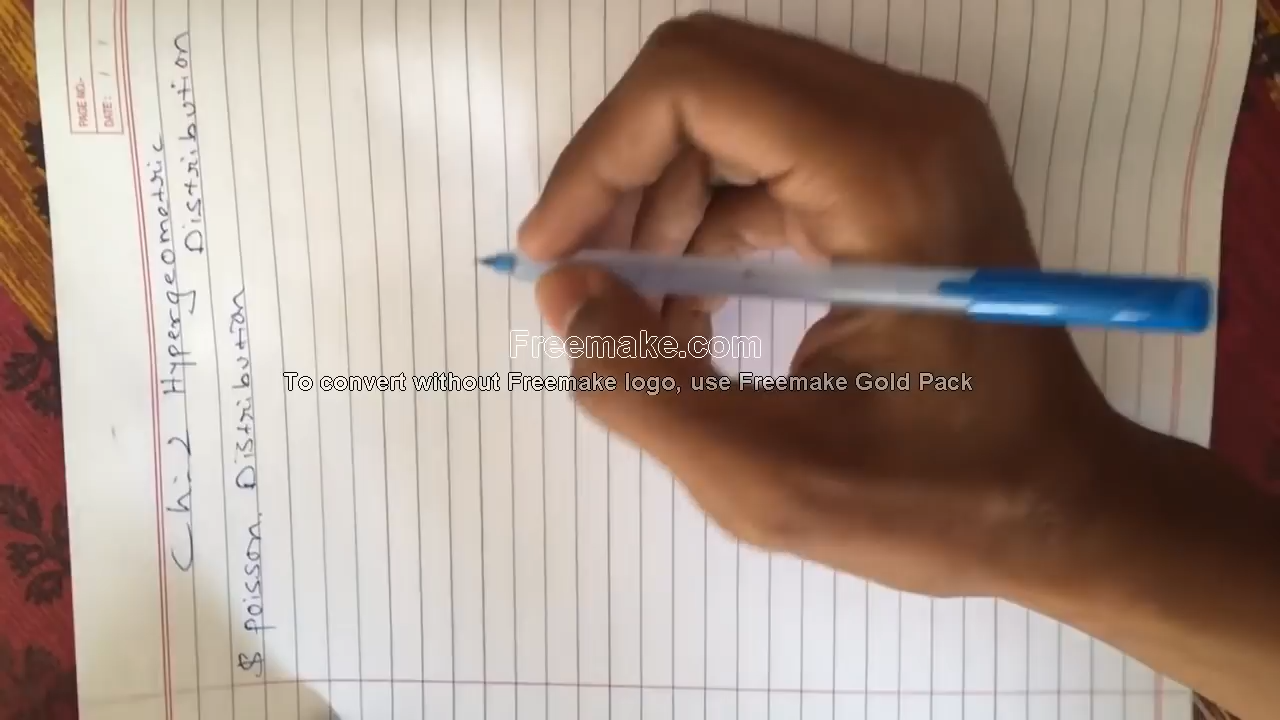 PAGE NO:-
DATE: / /
Ch-2 Hypergeometric
Distribution
$ poisson Distribution
Freemake.com
To convert without Freemake logo, use Freemake Gold Pack